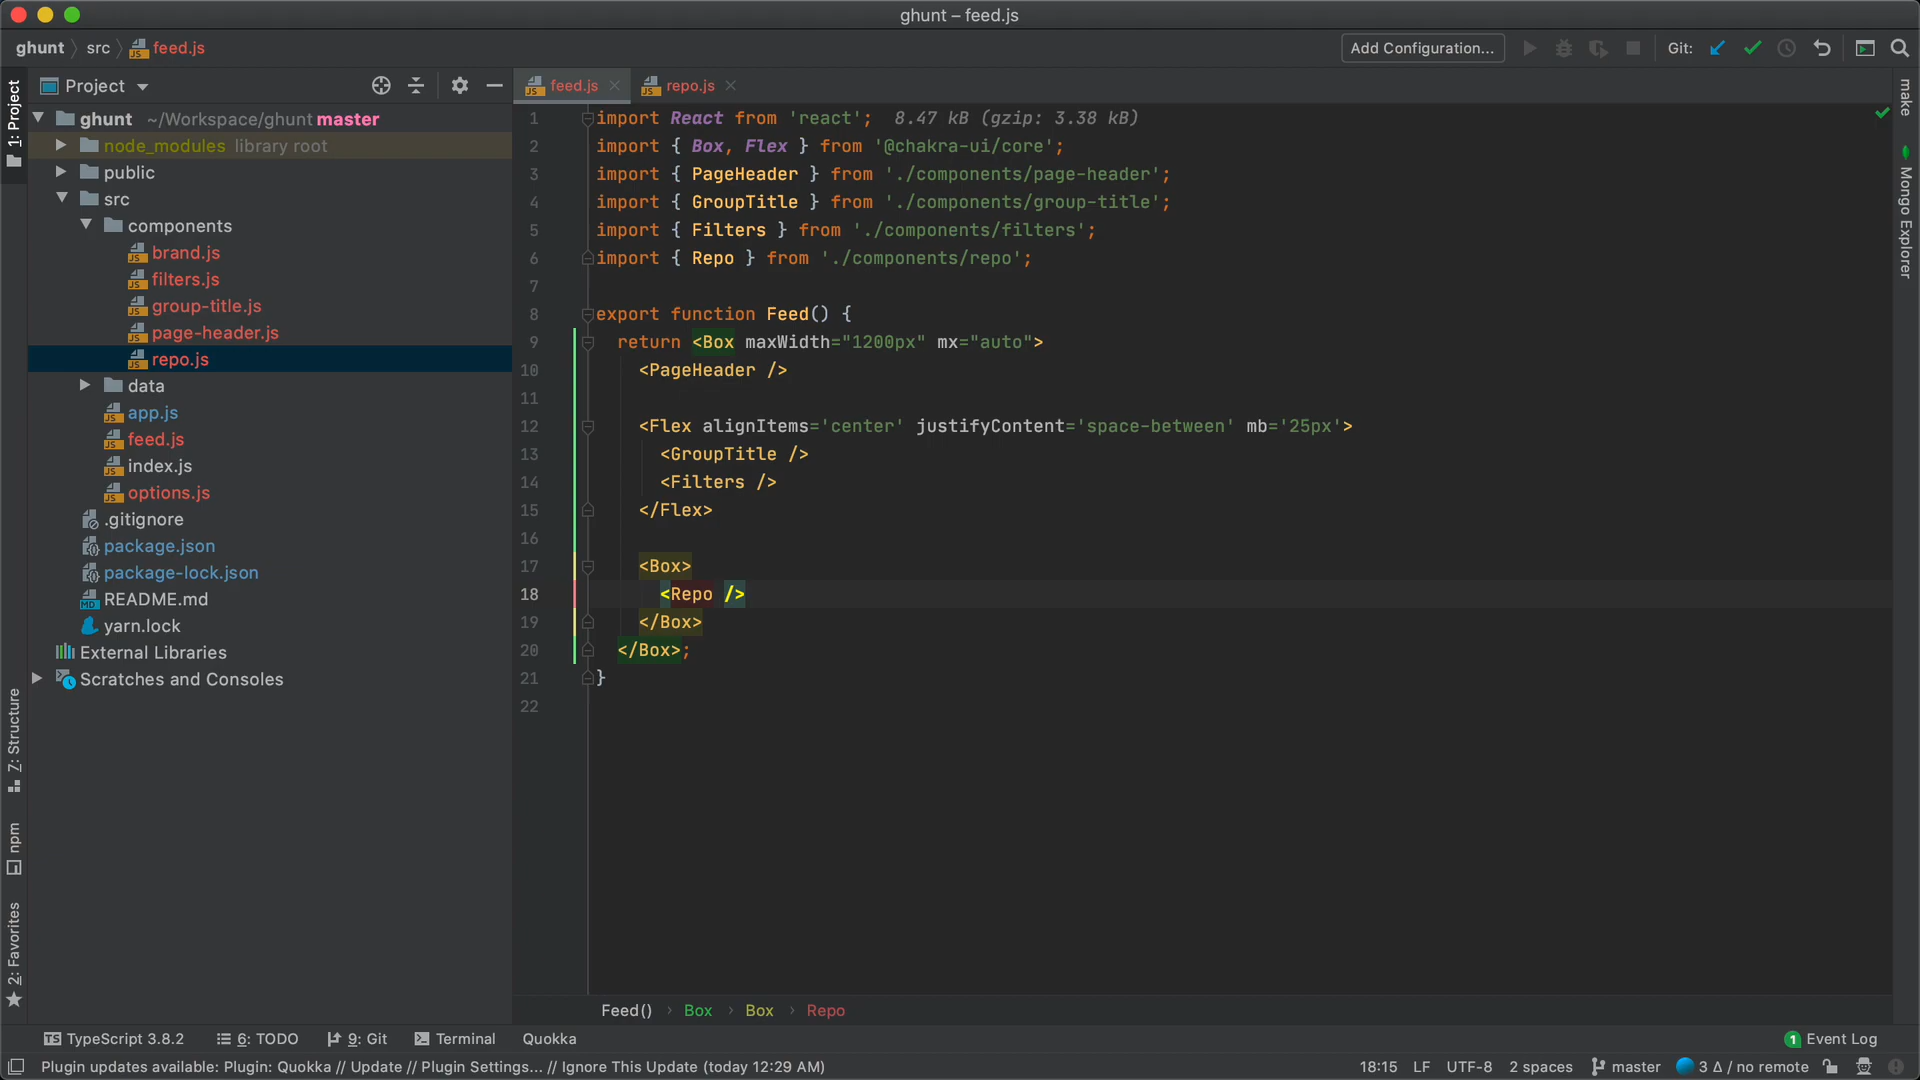 ghunt – feed.js
ghunt src feed.js
Add Configuration...
Git:
1: Project
Project
ghunt ~/Workspace/ghunt master
node_modules library root
public
src
components
brand.js
filters.js
group-title.js
page-header.js
repo.js
data
app.js
feed.js
index.js
options.js
.gitignore
package.json
package-lock.json
README.md
yarn.lock
External Libraries
Scratches and Consoles
Z: Structure
npm
2: Favorites
feed.js repo.js
1 import React from 'react'; 8.47 kB (gzip: 3.38 kB)
2 import { Box, Flex } from '@chakra-ui/core';
3 import { PageHeader } from './components/page-header';
4 import { GroupTitle } from './components/group-title';
5 import { Filters } from './components/filters';
6 import { Repo } from './components/repo';
7
8 export function Feed() {
9 return <Box maxWidth="1200px" mx="auto">
10 <PageHeader />
11
12 <Flex alignItems='center' justifyContent='space-between' mb='25px'>
13 <GroupTitle />
14 <Filters />
15 </Flex>
16
17 <Box>
18 <Repo />
19 </Box>
20 </Box>;
21 }
22
make
Mongo Explorer
Feed() › Box › Box › Repo
TypeScript 3.8.2 6: TODO 9: Git Terminal Quokka
1 Event Log
Plugin updates available: Plugin: Quokka // Update // Plugin Settings... // Ignore This Update (today 12:29 AM)
18:15 LF UTF-8 2 spaces master 3 Δ / no remote